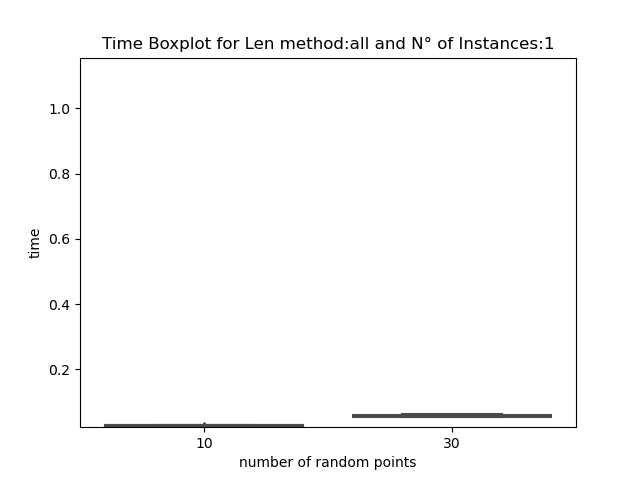 Time Boxplot for Len method:all and N° of Instances:1
1.0
0.8
0.6
0.4
0.2
time
10
30
number of random points